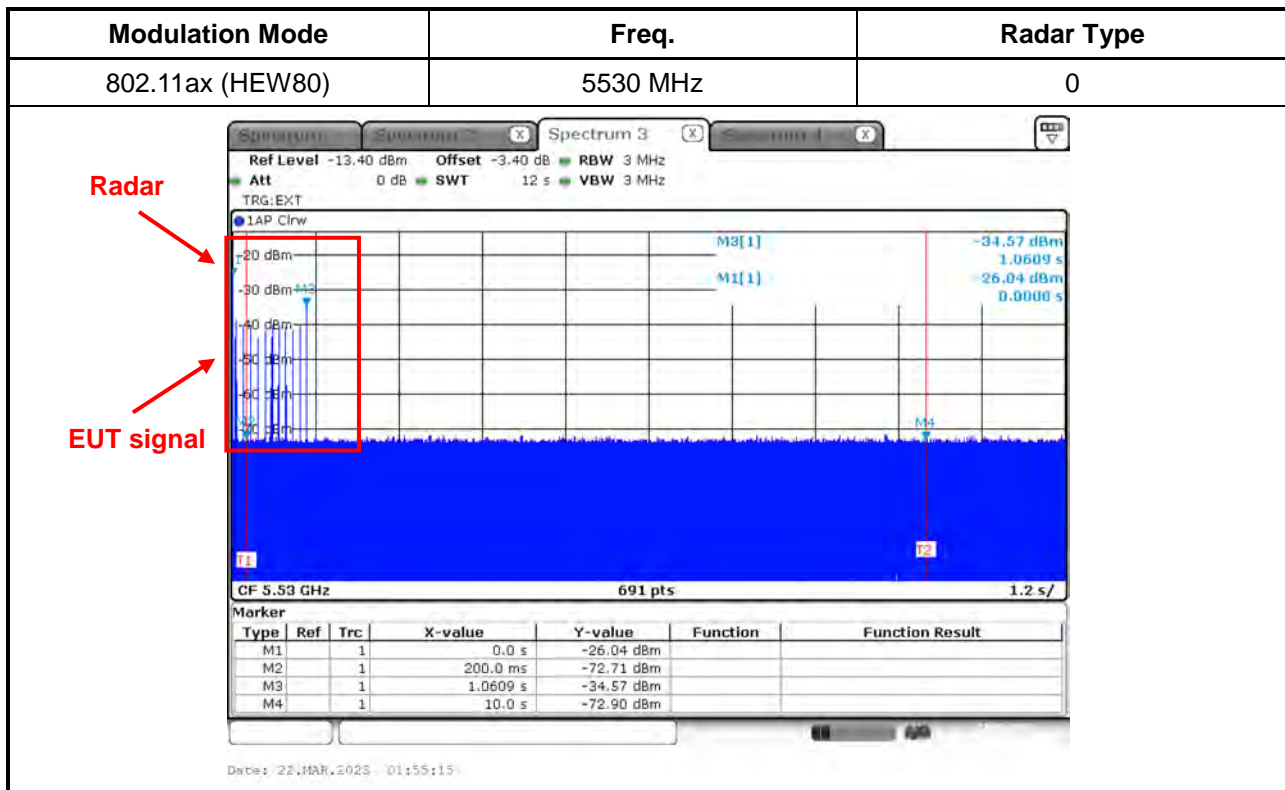 Modulation Mode Freq. Radar Type
802.11ax (HEW80) 5530 MHz 0
Spectrum 3
Ref Level -13.40 dBm Offset -3.40 dB RBW 3 MHz
Att 0 dB SWT 12 s VBW 3 MHz
TRG:EXT
Radar
1AP Clrw
M3[1] -34.57 dBm
-20 dBm
1.0609 s
M1[1] -26.04 dBm
-30 dBm
0.0000 s
-40 dBm
-50 dBm
-60 dBm
EUT signal
M4
T1
T2
CF 5.53 GHz 691 pts 1.2 s/
Marker
Type Ref Trc X-value Y-value Function Function Result
M1 1 0.0 s -26.04 dBm
M2 1 200.0 ms -72.71 dBm
M3 1 1.0609 s -34.57 dBm
M4 1 10.0 s -72.90 dBm
Date: 22.MAR.2023 01:55:15